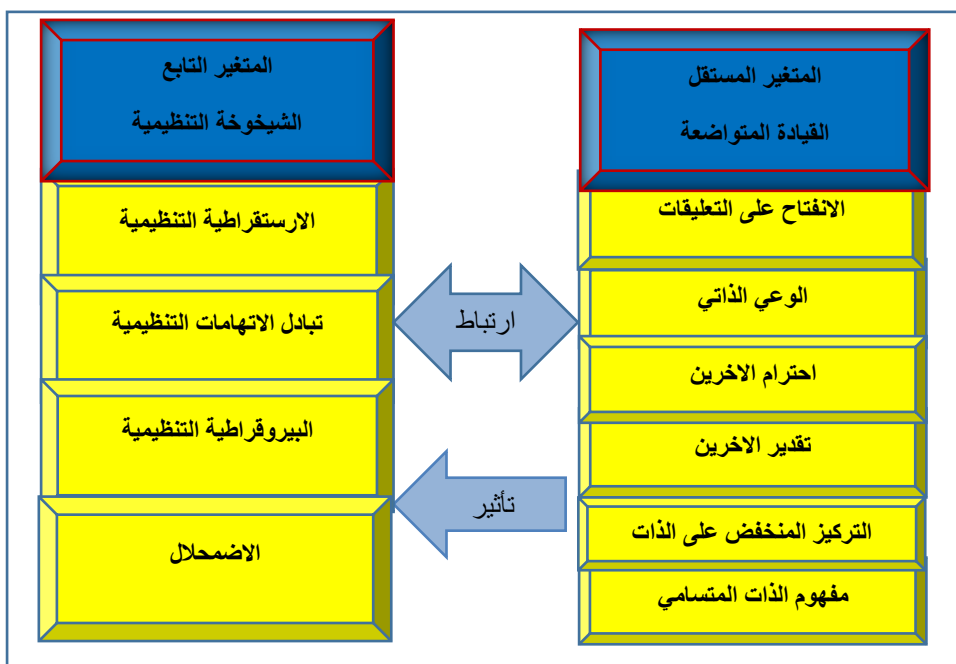 المتغير المستقل
القيادة المتواضعة
الانفتاح على التعليقات
الوعي الذاتي
احترام الاخرين
تقدير الاخرين
التركيز المنخفض على الذات
مفهوم الذات المتسامي
ارتباط
تأثير
المتغير التابع
الشيخوخة التنظيمية
الارستقراطية التنظيمية
تبادل الاتهامات التنظيمية
البيروقراطية التنظيمية
الاضمحلال